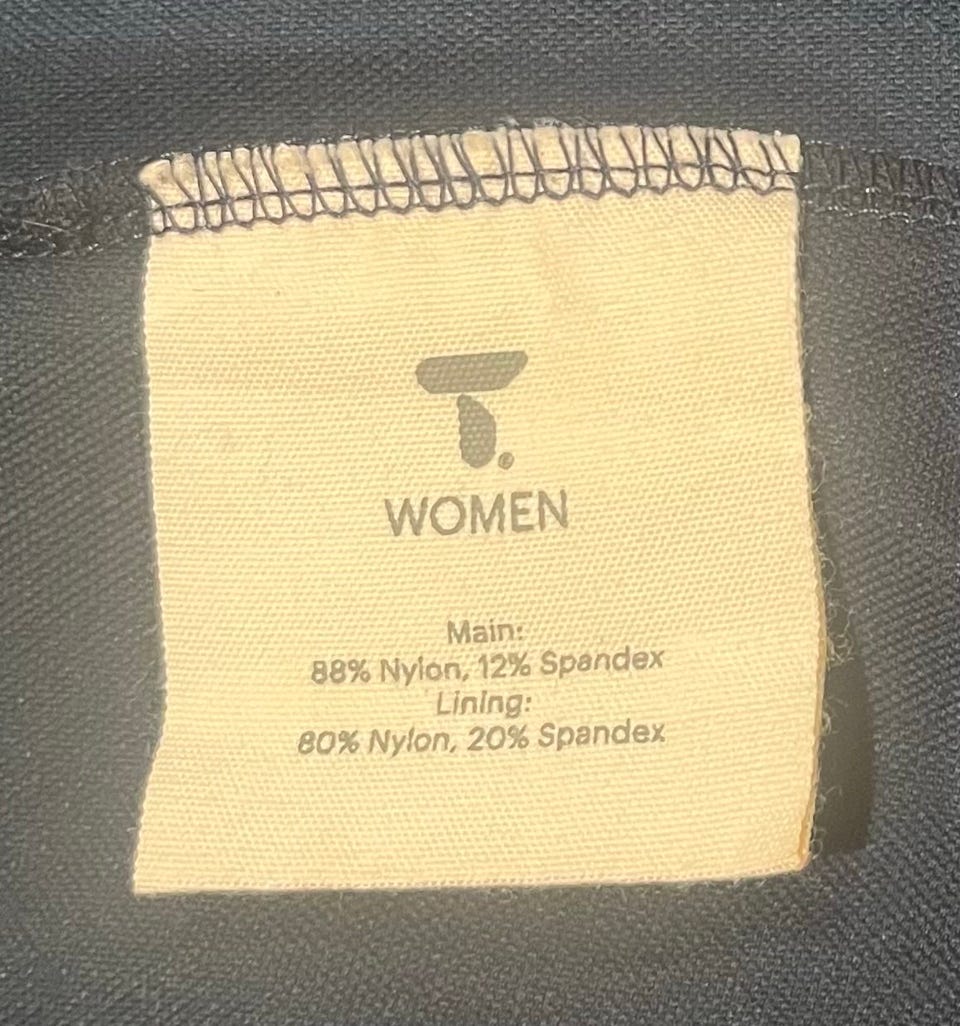 T.
WOMEN
Main:
88% Nylon, 12% Spandex
Lining:
80% Nylon, 20% Spandex